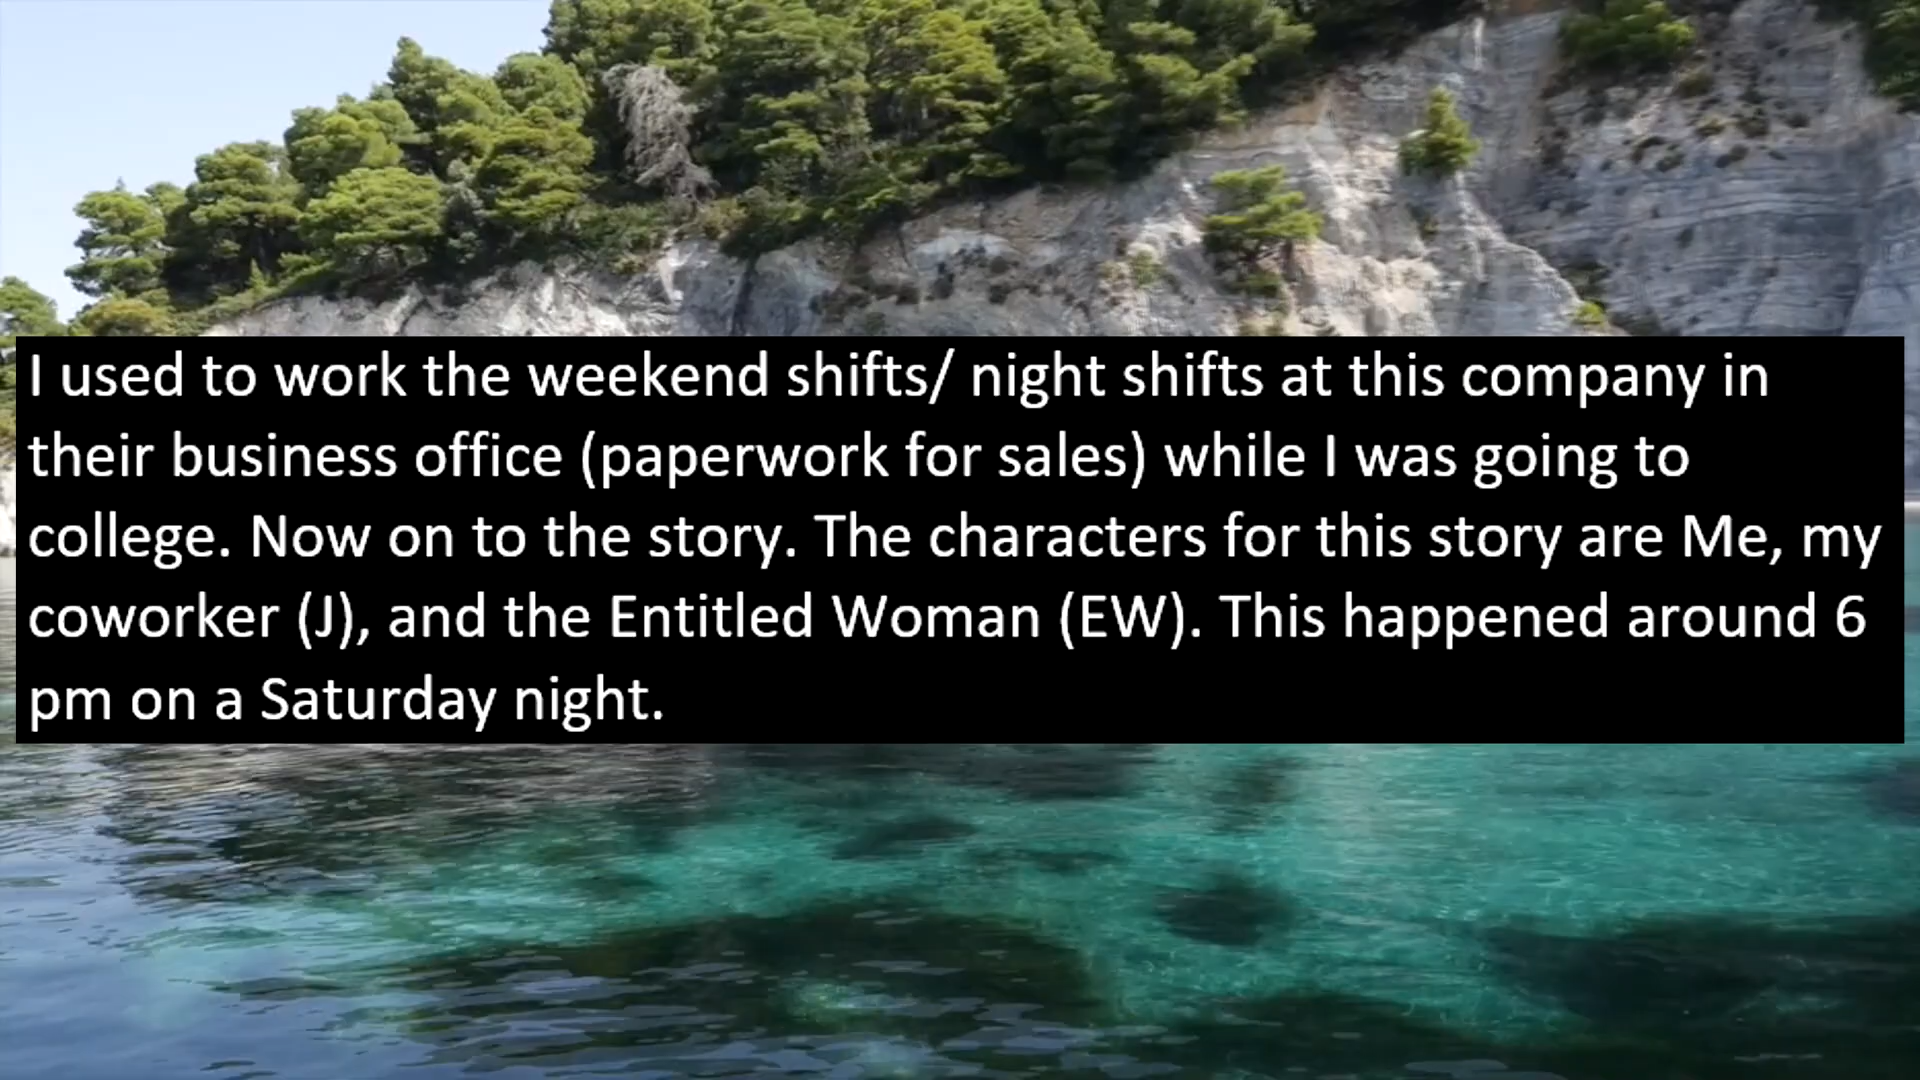 I used to work the weekend shifts/ night shifts at this company in
their business office (paperwork for sales) while I was going to
college. Now on to the story. The characters for this story are Me, my
coworker (J), and the Entitled Woman (EW). This happened around 6
pm on a Saturday night.